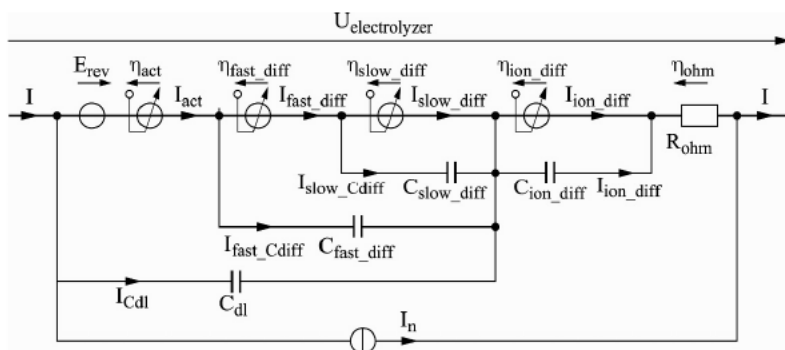 U_electrolyzer
E_rev η_act η_fast_diff η_slow_diff η_ion_diff η_ohm
I I_act I_fast_diff I_slow_diff I_ion_diff I
R_ohm
I_slow_Cdiff C_slow_diff C_ion_diff I_ion_diff
I_fast_Cdiff C_fast_diff
I_Cdl C_dl
I_n